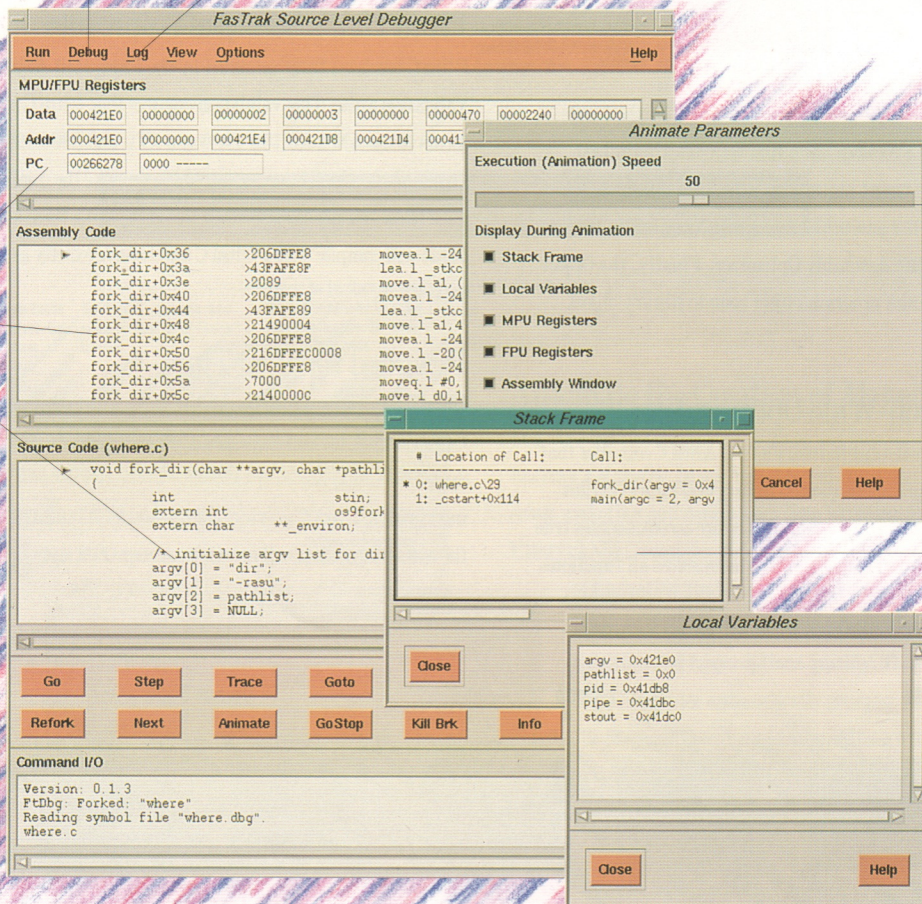 FasTrak Source Level Debugger
Run Debug Log View Options Help
MPU/FPU Registers
Data 000421E0 00000000 00000002 00000003 00000000 00000470 00002240 00000000
Addr 000421E0 00000000 000421E4 000421D8 000421D4
PC 00266278 0000 -----
Assembly Code
fork_dir+0x36 >206DFFE8 movea.l -24
fork_dir+0x3a >43FAFE8F lea.l _stkc
fork_dir+0x3e >2089 move.l a1,(
fork_dir+0x40 >206DFFE8 movea.l -24
fork_dir+0x44 >43FAFE89 lea.l _stkc
fork_dir+0x48 >21490004 move.l a1,4
fork_dir+0x4c >206DFFE8 movea.l -24
fork_dir+0x50 >216DFFEC0008 move.l -20(
fork_dir+0x56 >206DFFE8 movea.l -24
fork_dir+0x5a >7000 moveq.l #0,
fork_dir+0x5c >2140000C move.l d0,1
Source Code (where.c)
void fork_dir(char **argv, char *pathli
{
int stin;
extern int os9fork
extern char **_environ;
/* initialize argv list for dir
argv[0] = "dir";
argv[1] = "-rasu";
argv[2] = pathlist;
argv[3] = NULL;
Go Step Trace Goto
Refork Next Animate GoStop Kill Brk Info
Command I/O
Version: 0.1.3
FtDbg: Forked: "where"
Reading symbol file "where.dbg".
where.c
Animate Parameters
Execution (Animation) Speed
50
Display During Animation
Stack Frame
Local Variables
MPU Registers
FPU Registers
Assembly Window
Cancel Help
Stack Frame
# Location of Call: Call:
----------------------------------------
* 0: where.c\29 fork_dir(argv = 0x4
1: _cstart+0x114 main(argc = 2, argv
Close
Local Variables
argv = 0x421e0
pathlist = 0x0
pid = 0x41db8
pipe = 0x41dbc
stout = 0x41dc0
Close Help